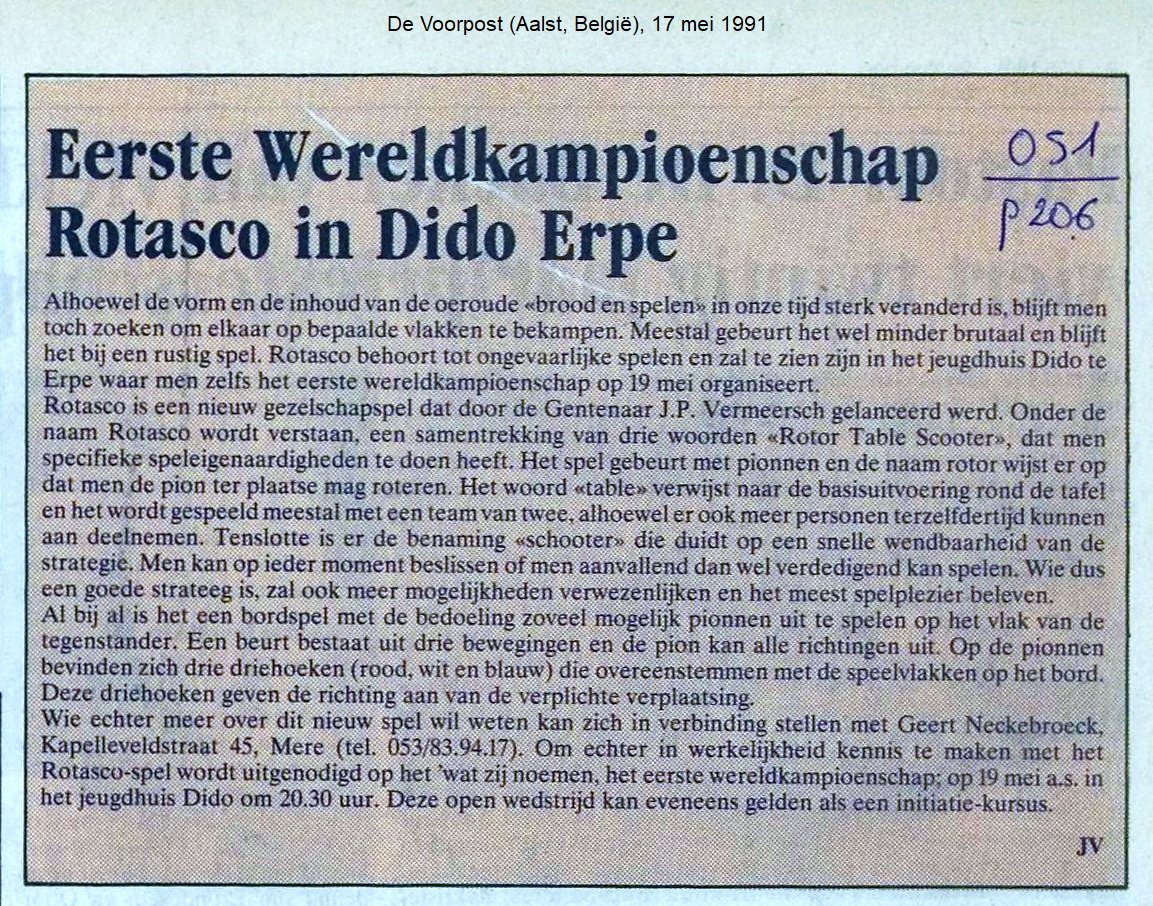 De Voorpost (Aalst, België), 17 mei 1991
Eerste Wereldkampioenschap
Rotasco in Dido Erpe
051
p 206
Alhoewel de vorm en de inhoud van de oeroude «brood en spelen» in onze tijd sterk veranderd is, blijft men
toch zoeken om elkaar op bepaalde vlakken te bekampen. Meestal gebeurt het wel minder brutaal en blijft
het bij een rustig spel. Rotasco behoort tot ongevaarlijke spelen en zal te zien zijn in het jeugdhuis Dido te
Erpe waar men zelfs het eerste wereldkampioenschap op 19 mei organiseert.
Rotasco is een nieuw gezelschapspel dat door de Gentenaar J.P. Vermeersch gelanceerd werd. Onder de
naam Rotasco wordt verstaan, een samentrekking van drie woorden «Rotor Table Scooter», dat men
specifieke speleigenaardigheden te doen heeft. Het spel gebeurt met pionnen en de naam rotor wijst er op
dat men de pion ter plaatse mag roteren. Het woord «table» verwijst naar de basisuitvoering rond de tafel
en het wordt gespeeld meestal met een team van twee, alhoewel er ook meer personen terzelfdertijd kunnen
aan deelnemen. Tenslotte is er de benaming «schooter» die duidt op een snelle wendbaarheid van de
strategie. Men kan op ieder moment beslissen of men aanvallend dan wel verdedigend kan spelen. Wie dus
een goede strateeg is, zal ook meer mogelijkheden verwezenlijken en het meest spelplezier beleven.
Al bij al is het een bordspel met de bedoeling zoveel mogelijk pionnen uit te spelen op het vlak van de
tegenstander. Een beurt bestaat uit drie bewegingen en de pion kan alle richtingen uit. Op de pionnen
bevinden zich drie driehoeken (rood, wit en blauw) die overeenstemmen met de speelvlakken op het bord.
Deze driehoeken geven de richting aan van de verplichte verplaatsing.
Wie echter meer over dit nieuw spel wil weten kan zich in verbinding stellen met Geert Neckebroeck,
Kapelleveldstraat 45, Mere (tel. 053/83.94.17). Om echter in werkelijkheid kennis te maken met het
Rotasco-spel wordt uitgenodigd op het 'wat zij noemen, het eerste wereldkampioenschap; op 19 mei a.s. in
het jeugdhuis Dido om 20.30 uur. Deze open wedstrijd kan eveneens gelden als een initiatie-kursus.
JV